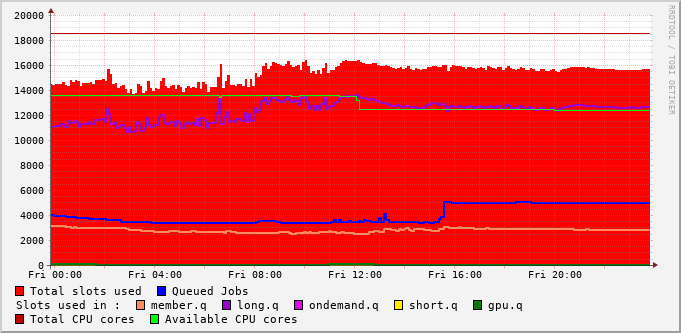 20000
18000
16000
14000
12000
10000
8000
6000
4000
2000
0
Fri 00:00 Fri 04:00 Fri 08:00 Fri 12:00 Fri 16:00 Fri 20:00
Total slots used Queued Jobs
Slots used in : member.q long.q ondemand.q short.q gpu.q
Total CPU cores Available CPU cores
RRDTOOL / TOBI OETIKER